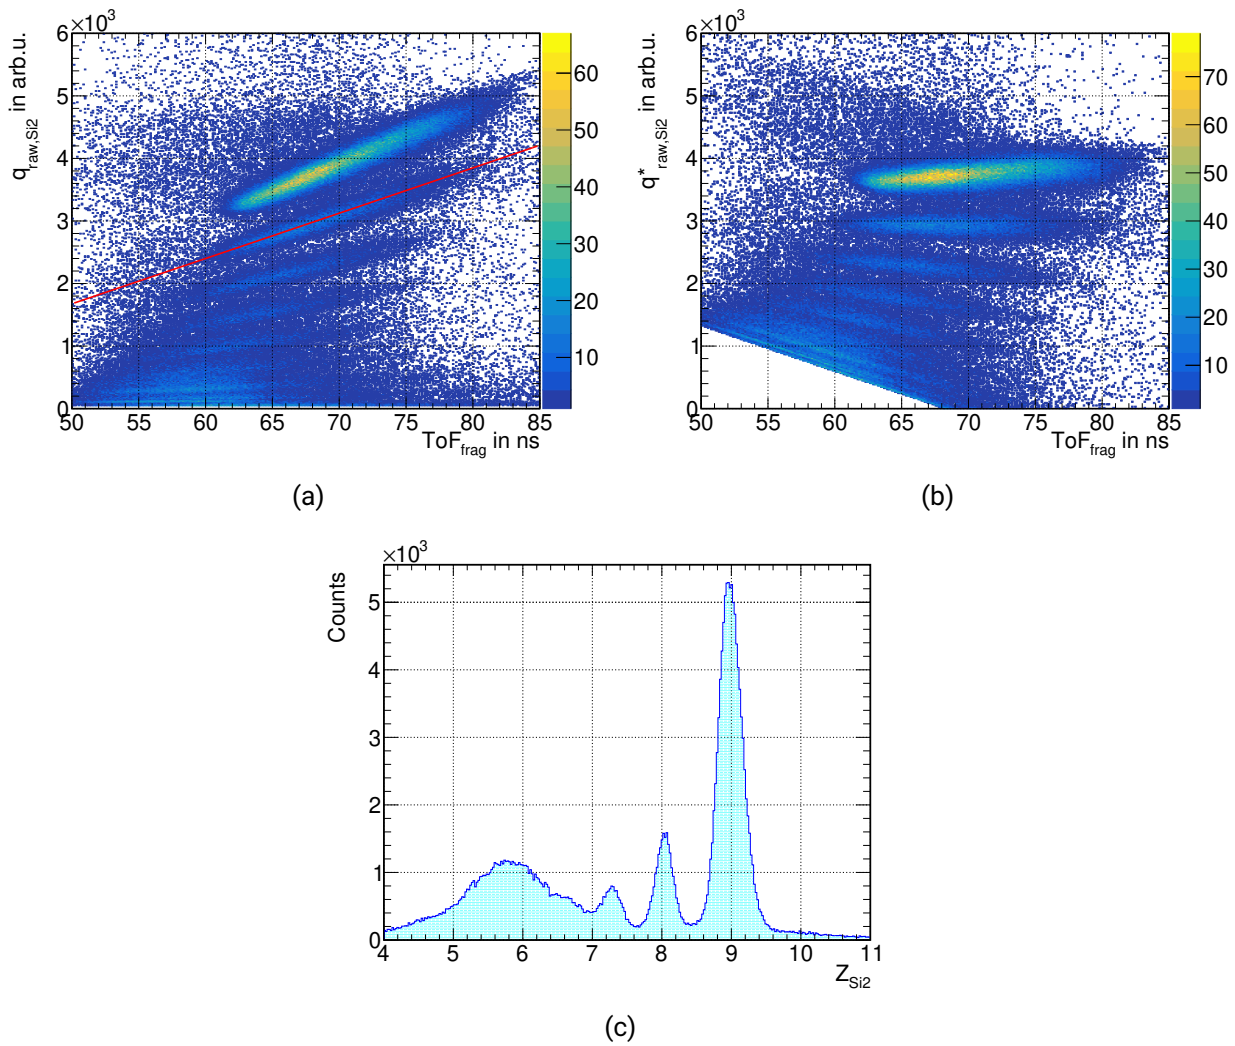 ×10³ ×10³
q_raw,Si2 in arb.u.
6
5
4
3
2
1
0
50 55 60 65 70 75 80 85
ToF_frag in ns
60
50
40
30
20
10
(a)
q*_raw,Si2 in arb.u.
6
5
4
3
2
1
0
50 55 60 65 70 75 80 85
ToF_frag in ns
70
60
50
40
30
20
10
(b)
×10³
Counts
5
4
3
2
1
0
4 5 6 7 8 9 10 11
Z_Si2
(c)